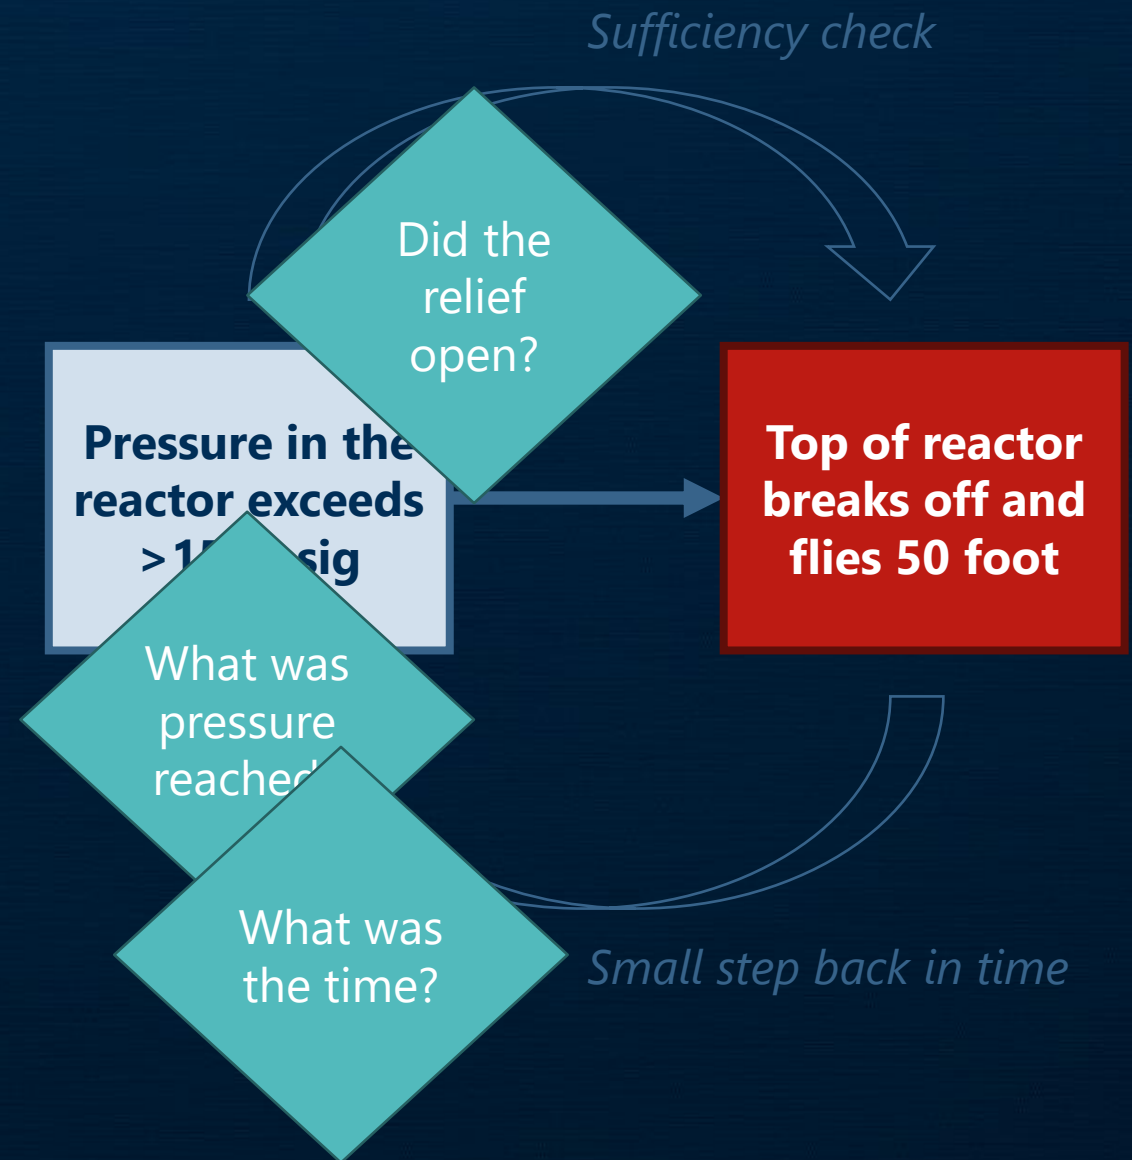 Sufficiency check
Did the
relief
open?
Pressure in the
reactor exceeds
sig
Top of reactor
breaks off and
flies 50 foot
What was
pressure
reached
What was
the time?
Small step back in time